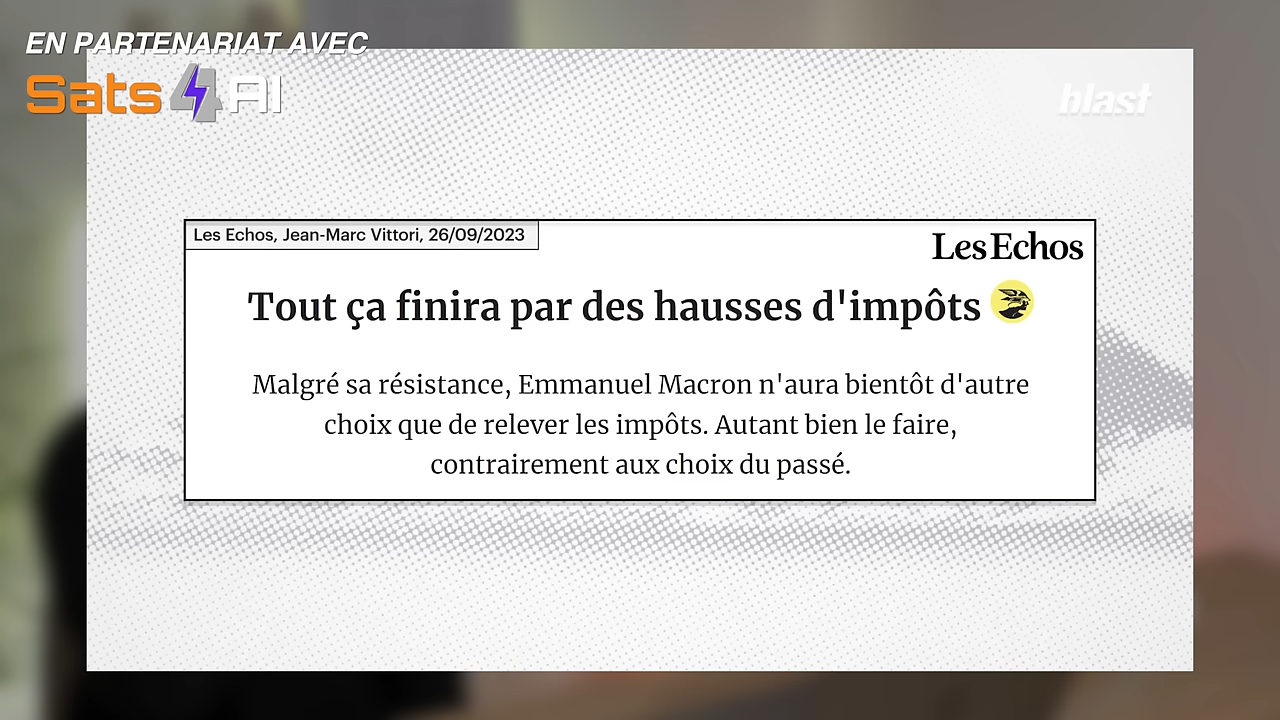 EN PARTENARIAT AVEC
Sats4AI
blast
Les Echos, Jean-Marc Vittori, 26/09/2023
Les Echos
Tout ça finira par des hausses d'impôts
Malgré sa résistance, Emmanuel Macron n'aura bientôt d'autre
choix que de relever les impôts. Autant bien le faire,
contrairement aux choix du passé.